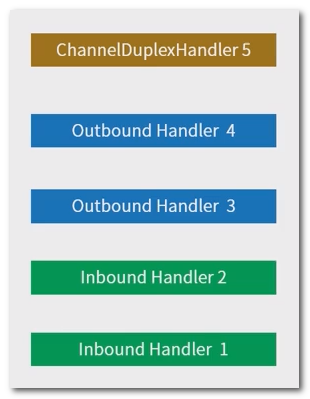 ChannelDuplexHandler 5
Outbound Handler 4
Outbound Handler 3
Inbound Handler 2
Inbound Handler 1